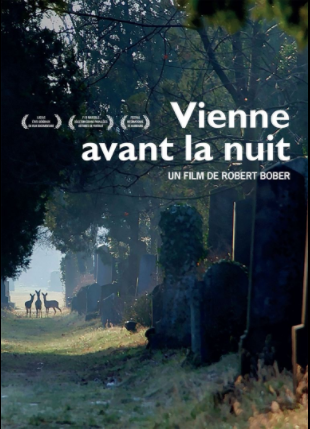 Vienne
avant la nuit
UN FILM DE ROBERT BOBER